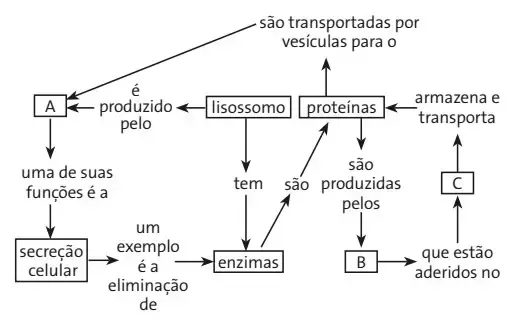 são transportadas por
vesículas para o
A
é
produzido
pelo
lisossomo
proteínas
armazena e
transporta
uma de suas
funções é a
tem
são
são
produzidas
pelos
C
secreção
celular
um
exemplo
é a
eliminação
de
enzimas
B
que estão
aderidos no